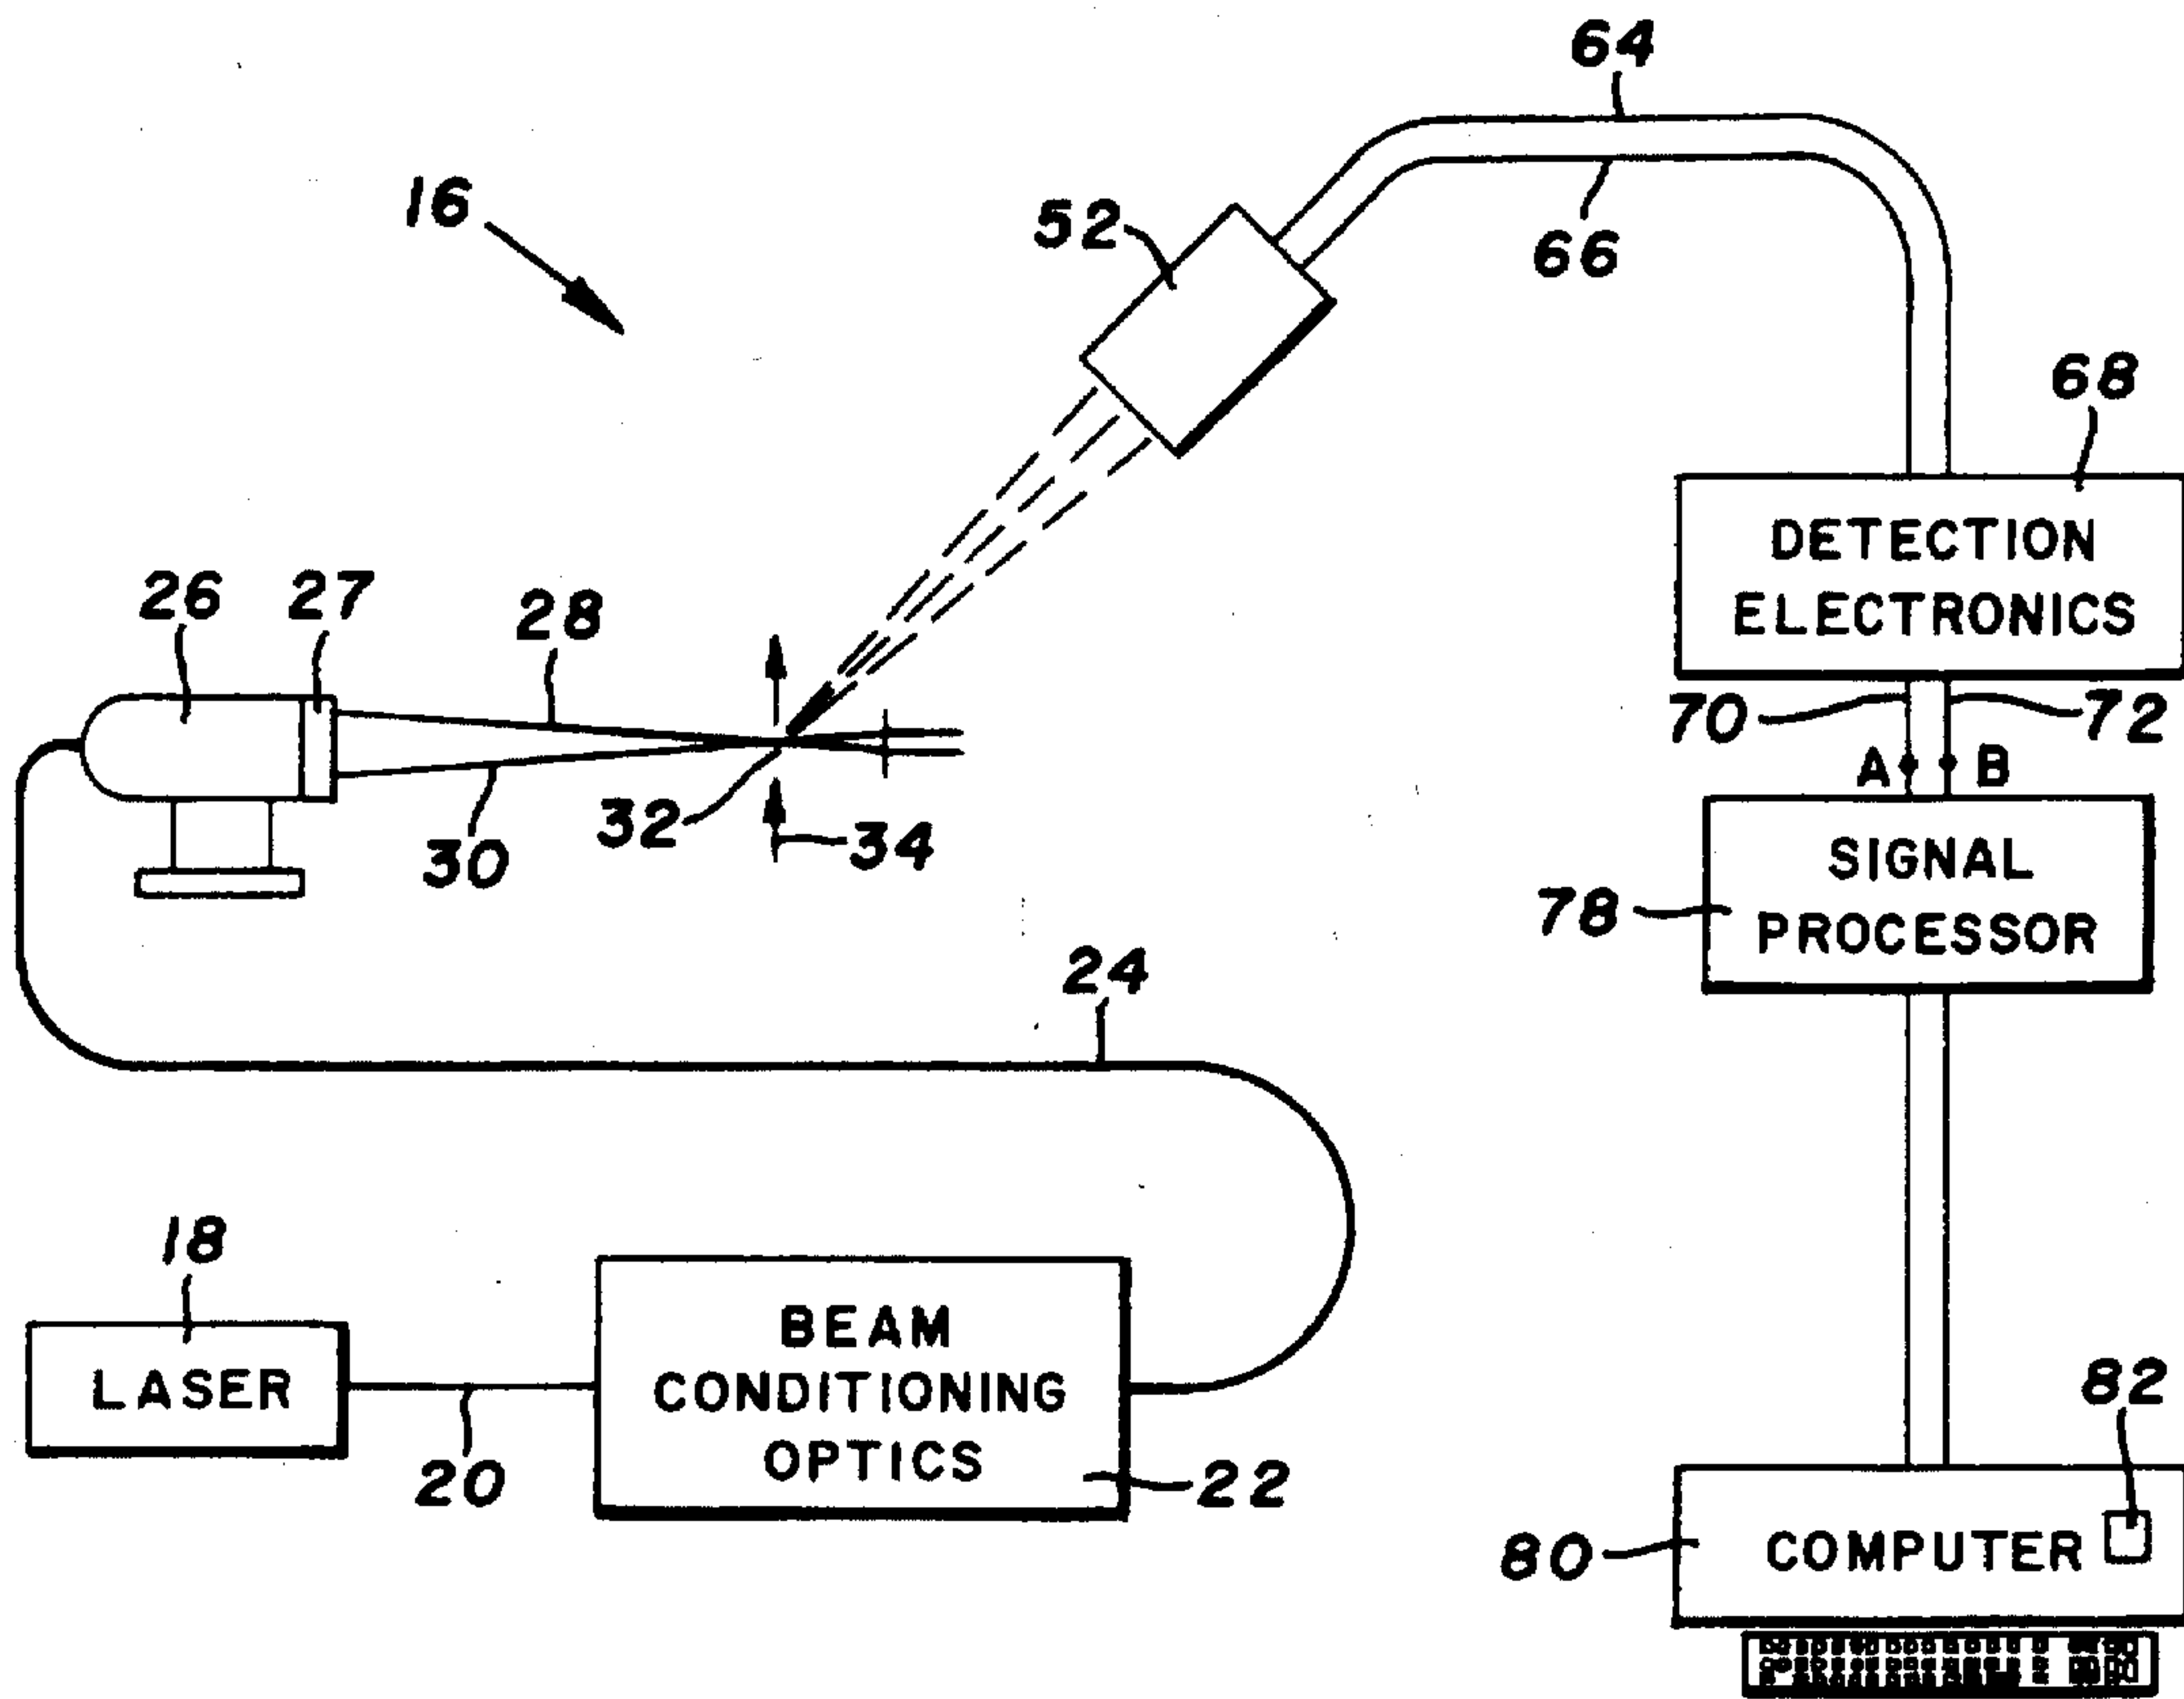 64
16
52
66
68
DETECTION
ELECTRONICS
26
27
28
70
72
A
B
32
34
30
SIGNAL
PROCESSOR
78
24
18
LASER
BEAM
CONDITIONING
OPTICS
20
22
82
80
COMPUTER